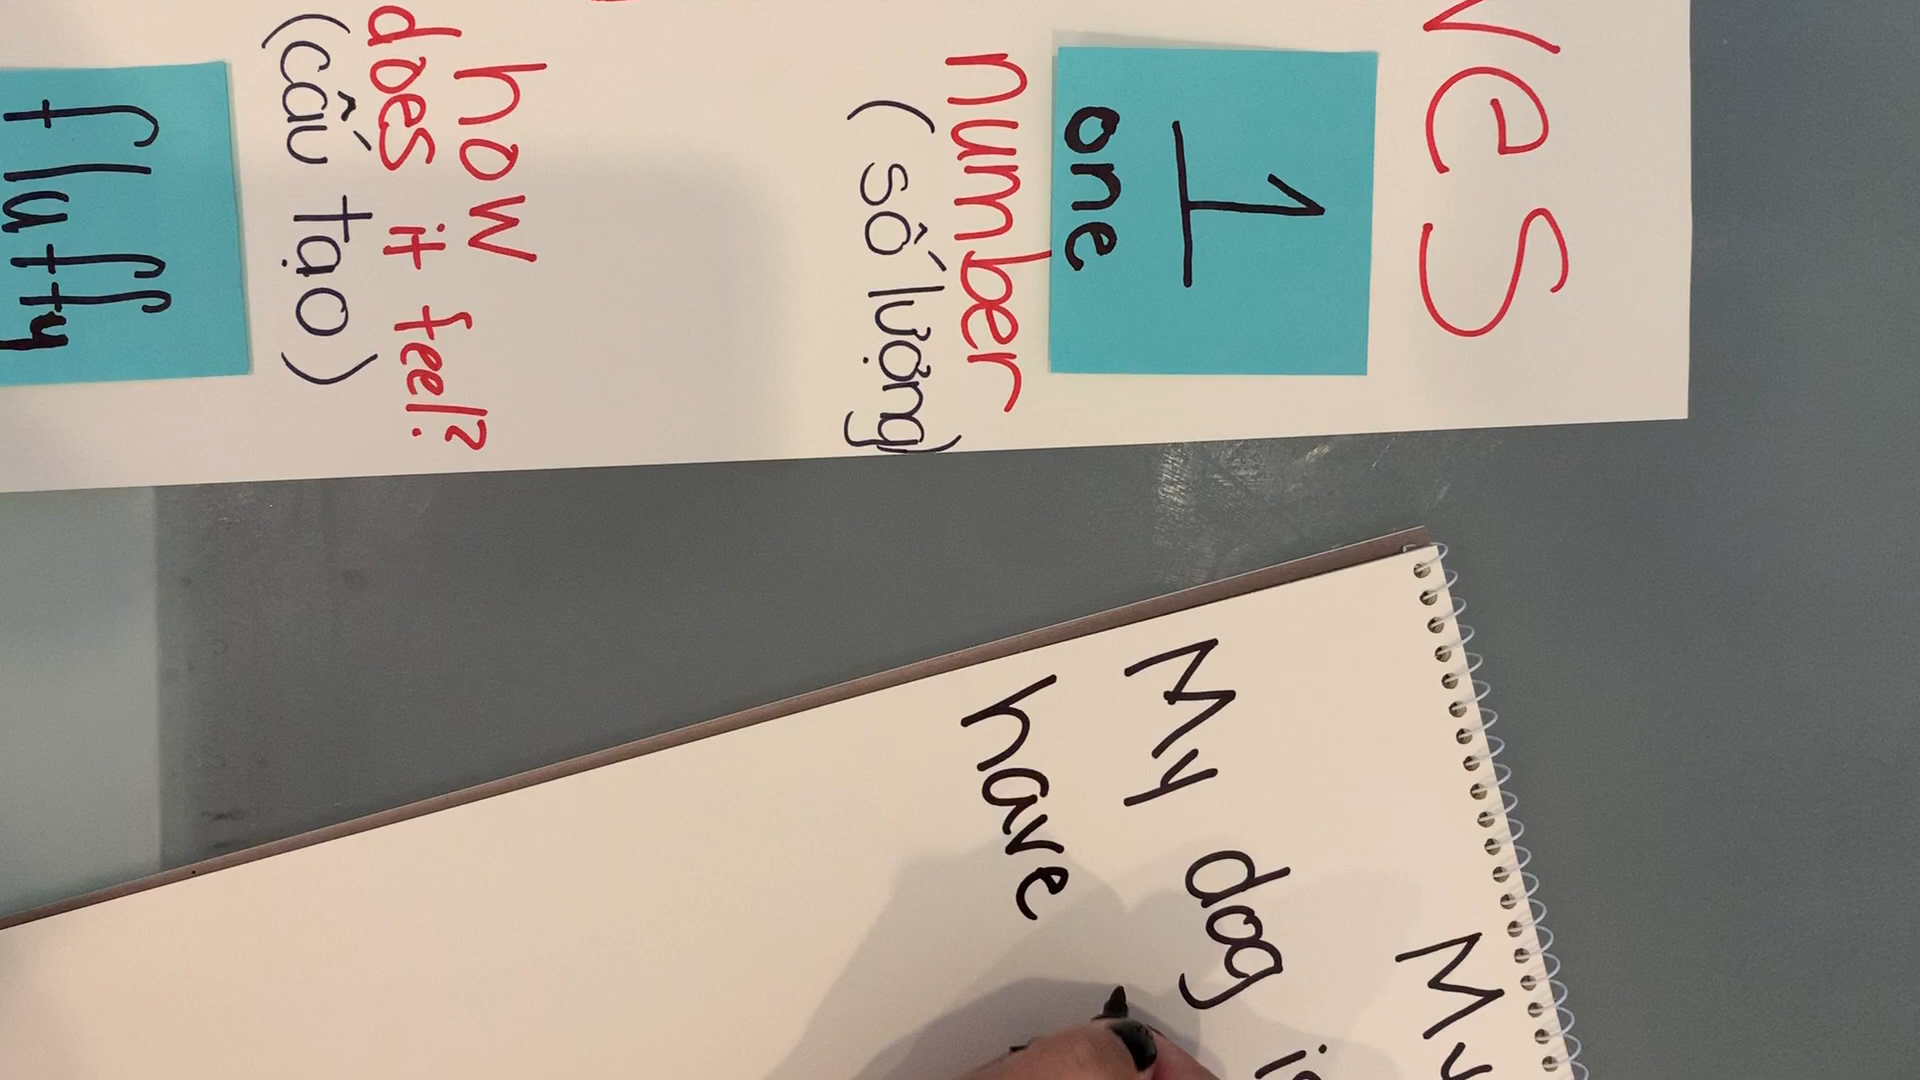 ves
1
one
number
(số lượng)
how
does it feel?
(cấu tạo)
fluffy
My
My dog is
have